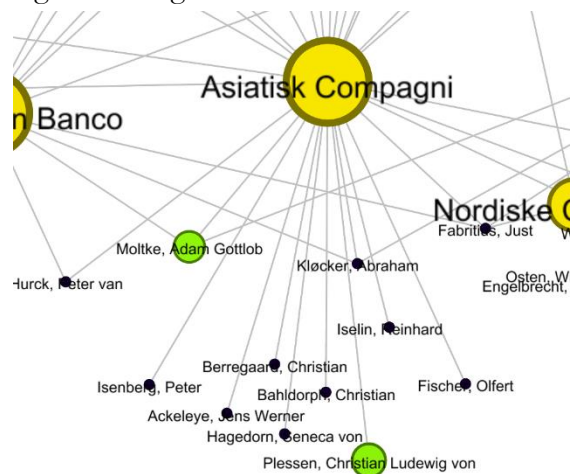 Asiatisk Compagni
n Banco
Nordiske
Fabritius, Just
Moltke, Adam Gottlob
Kløcker, Abraham
Hurck, Peter van
Osten, W
Engelbrecht,
Iselin, Reinhard
Berregaard, Christian
Isenberg, Peter
Bahldorph, Christian
Fischer, Olfert
Ackeleye, Jens Werner
Hagedorn, Seneca von
Plessen, Christian Ludewig von